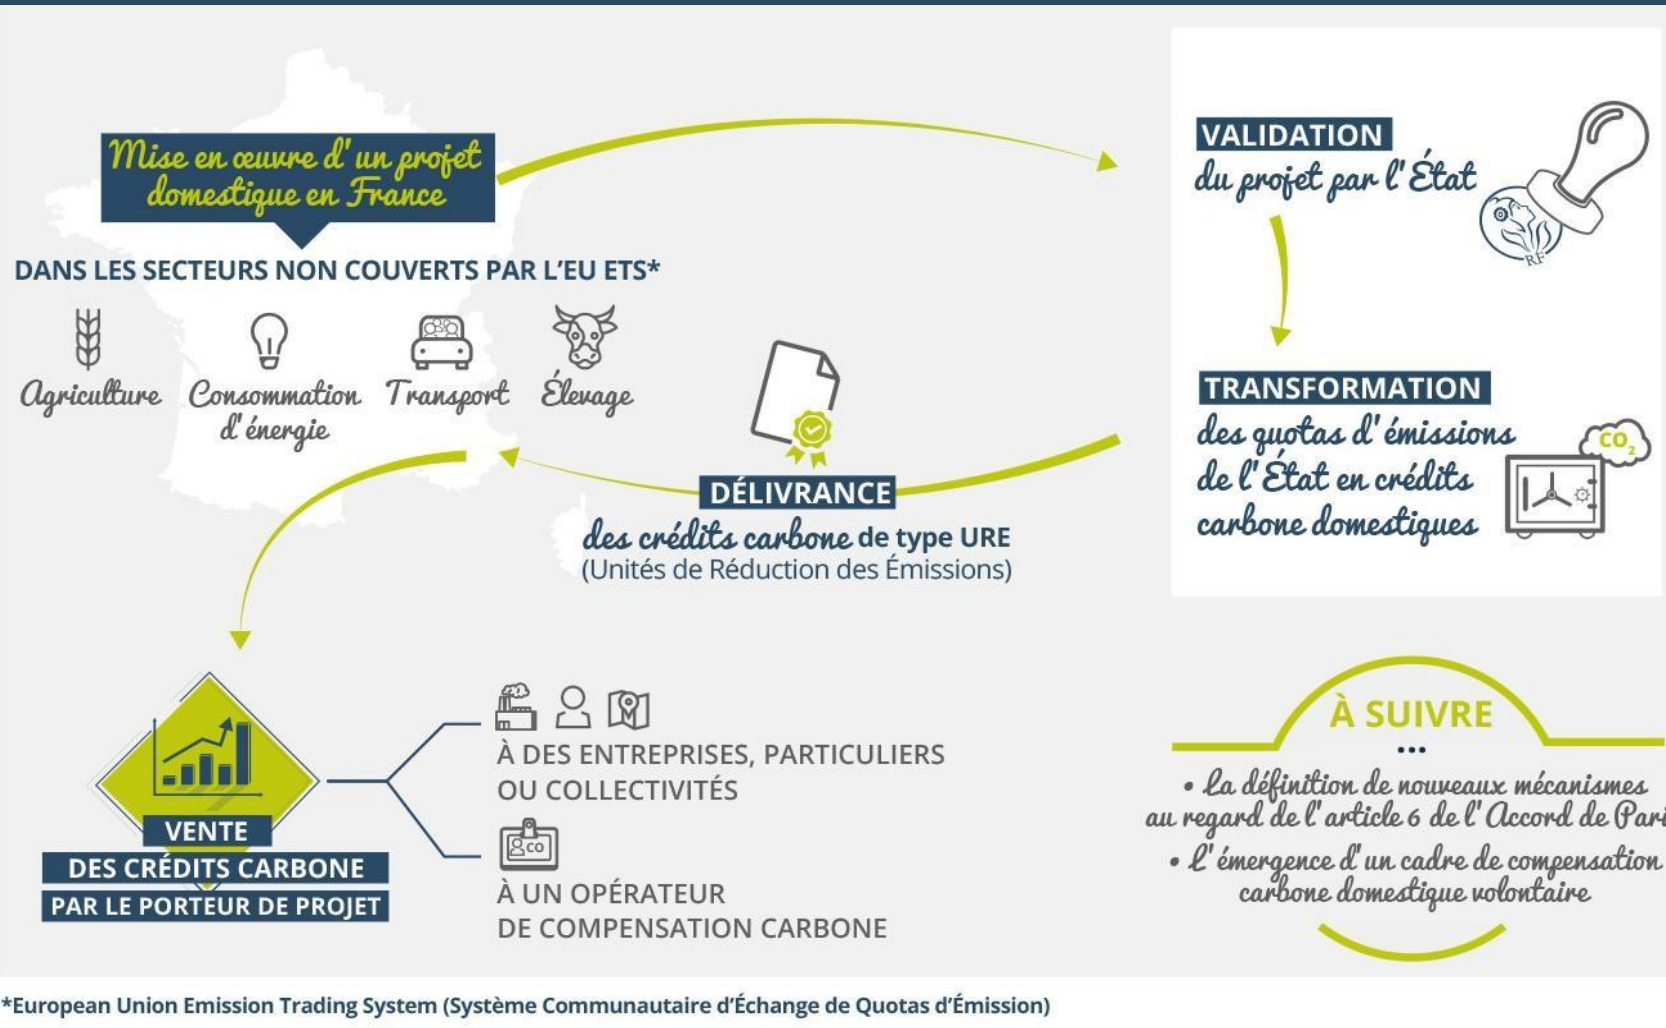 Mise en œuvre d'un projet
domestique en France
DANS LES SECTEURS NON COUVERTS PAR L'EU ETS*
Agriculture
Consommation
d'énergie
Transport
Élevage
VALIDATION
du projet par l'État
RF
TRANSFORMATION
des quotas d'émissions
de l'État en crédits
carbone domestiques
CO2
DÉLIVRANCE
des crédits carbone de type URE
(Unités de Réduction des Émissions)
VENTE
DES CRÉDITS CARBONE
PAR LE PORTEUR DE PROJET
À DES ENTREPRISES, PARTICULIERS
OU COLLECTIVITÉS
CO
À UN OPÉRATEUR
DE COMPENSATION CARBONE
À SUIVRE
...
• La définition de nouveaux mécanismes
au regard de l'article 6 de l'Accord de Pari
• L'émergence d'un cadre de compensation
carbone domestique volontaire
*European Union Emission Trading System (Système Communautaire d'Échange de Quotas d'Émission)